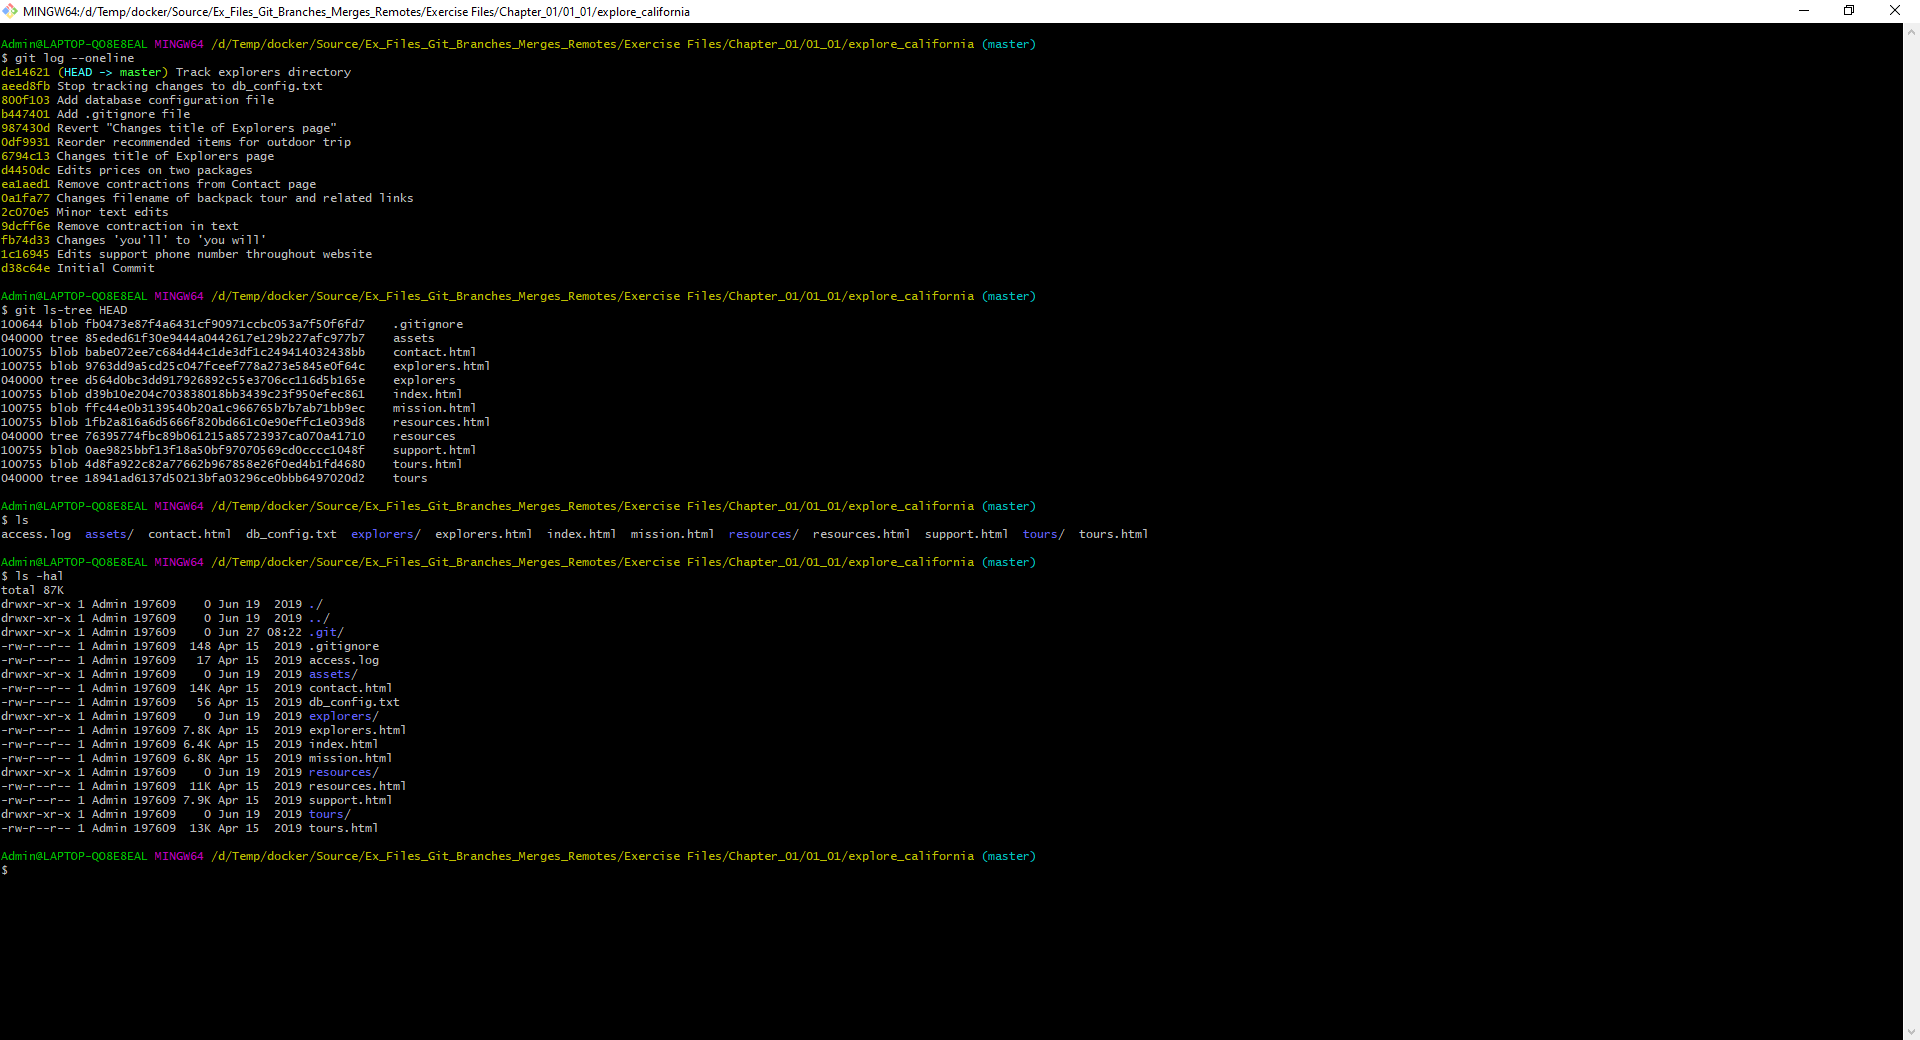 MINGW64:/d/Temp/docker/Source/Ex_Files_Git_Branches_Merges_Remotes/Exercise Files/Chapter_01/01_01/explore_california
Admin@LAPTOP-QO8E8EAL MINGW64 /d/Temp/docker/Source/Ex_Files_Git_Branches_Merges_Remotes/Exercise Files/Chapter_01/01_01/explore_california (master)
$ git log --oneline
de14621 (HEAD -> master) Track explorers directory
aeed8fb Stop tracking changes to db_config.txt
800f103 Add database configuration file
b447401 Add .gitignore file
987430d Revert "Changes title of Explorers page"
0df9931 Reorder recommended items for outdoor trip
6794c13 Changes title of Explorers page
d4450dc Edits prices on two packages
ea1aed1 Remove contractions from Contact page
0a1fa77 Changes filename of backpack tour and related links
2c070e5 Minor text edits
9dcff6e Remove contraction in text
fb74d33 Changes 'you'll' to 'you will'
1c16945 Edits support phone number throughout website
d38c64e Initial Commit
Admin@LAPTOP-QO8E8EAL MINGW64 /d/Temp/docker/Source/Ex_Files_Git_Branches_Merges_Remotes/Exercise Files/Chapter_01/01_01/explore_california (master)
$ git ls-tree HEAD
100644 blob fb0473e87f4a6431cf90971ccbc053a7f50f6fd7    .gitignore
040000 tree 85eded61f30e9444a0442617e129b227afc977b7    assets
100755 blob babe072ee7c684d44c1de3df1c249414032438bb    contact.html
100755 blob 9763dd9a5cd25c047fceef778a273e5845e0f64c    explorers.html
040000 tree d564d0bc3dd917926892c55e3706cc116d5b165e    explorers
100755 blob d39b10e204c703838018bb3439c23f950efec861    index.html
100755 blob ffc44e0b3139540b20a1c966765b7b7ab71bb9ec    mission.html
100755 blob 1fb2a816a6d5666f820bd661c0e90effc1e039d8    resources.html
040000 tree 76395774fbc89b061215a85723937ca070a41710    resources
100755 blob 0ae9825bbf13f18a50bf97070569cd0cccc1048f    support.html
100755 blob 4d8fa922c82a77662b967858e26f0ed4b1fd4680    tours.html
040000 tree 18941ad6137d50213bfa03296ce0bbb6497020d2    tours
Admin@LAPTOP-QO8E8EAL MINGW64 /d/Temp/docker/Source/Ex_Files_Git_Branches_Merges_Remotes/Exercise Files/Chapter_01/01_01/explore_california (master)
$ ls
access.log  assets/  contact.html  db_config.txt  explorers/  explorers.html  index.html  mission.html  resources/  resources.html  support.html  tours/  tours.html
Admin@LAPTOP-QO8E8EAL MINGW64 /d/Temp/docker/Source/Ex_Files_Git_Branches_Merges_Remotes/Exercise Files/Chapter_01/01_01/explore_california (master)
$ ls -hal
total 87K
drwxr-xr-x 1 Admin 197609    0 Jun 19  2019 ./
drwxr-xr-x 1 Admin 197609    0 Jun 19  2019 ../
drwxr-xr-x 1 Admin 197609    0 Jun 27 08:22 .git/
-rw-r--r-- 1 Admin 197609  148 Apr 15  2019 .gitignore
-rw-r--r-- 1 Admin 197609   17 Apr 15  2019 access.log
drwxr-xr-x 1 Admin 197609    0 Jun 19  2019 assets/
-rw-r--r-- 1 Admin 197609  14K Apr 15  2019 contact.html
-rw-r--r-- 1 Admin 197609   56 Apr 15  2019 db_config.txt
drwxr-xr-x 1 Admin 197609    0 Jun 19  2019 explorers/
-rw-r--r-- 1 Admin 197609 7.8K Apr 15  2019 explorers.html
-rw-r--r-- 1 Admin 197609 6.4K Apr 15  2019 index.html
-rw-r--r-- 1 Admin 197609 6.8K Apr 15  2019 mission.html
drwxr-xr-x 1 Admin 197609    0 Jun 19  2019 resources/
-rw-r--r-- 1 Admin 197609  11K Apr 15  2019 resources.html
-rw-r--r-- 1 Admin 197609 7.9K Apr 15  2019 support.html
drwxr-xr-x 1 Admin 197609    0 Jun 19  2019 tours/
-rw-r--r-- 1 Admin 197609  13K Apr 15  2019 tours.html
Admin@LAPTOP-QO8E8EAL MINGW64 /d/Temp/docker/Source/Ex_Files_Git_Branches_Merges_Remotes/Exercise Files/Chapter_01/01_01/explore_california (master)
$